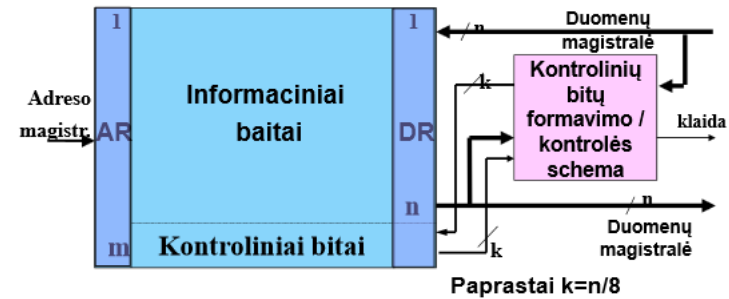 1
1
n
Duomenų
magistralė
Informaciniai
baitai
Kontrolinių
bitų
formavimo /
kontrolės
schema
k
Adreso
magistr.
AR
DR
klaida
n
n
Duomenų
magistralė
m
Kontroliniai bitai
k
Paprastai k=n/8